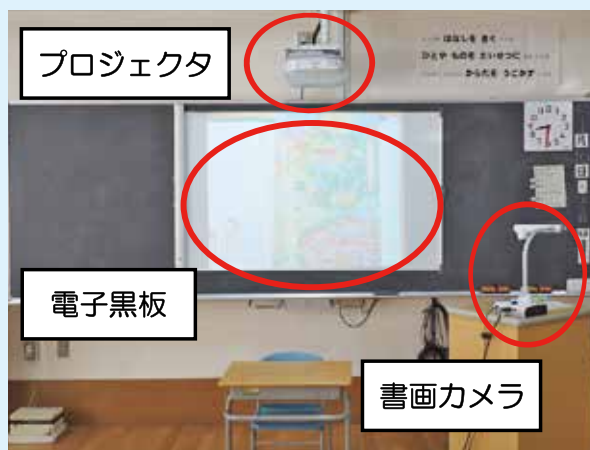 プロジェクタ
はなしを きく
ひとや ものを たいせつに
からだを うごかす
電子黒板
書画カメラ